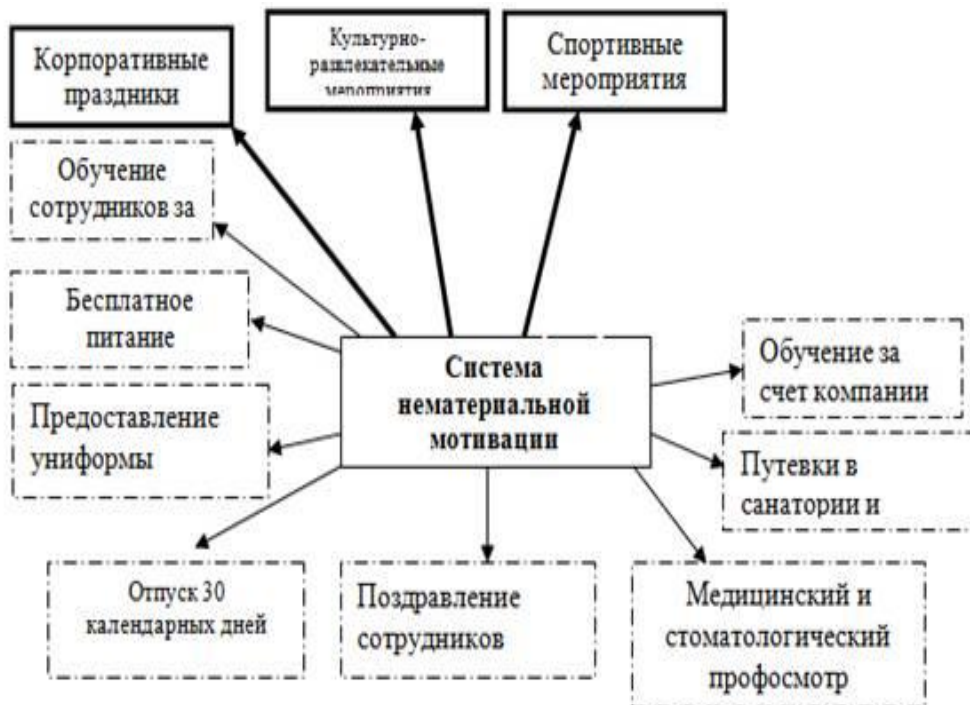 Корпоративные
праздники
Культурно-
развлекательные
мероприятия
Спортивные
мероприятия
Обучение
сотрудников за
Бесплатное
питание
Система
нематериальной
мотивации
Обучение за
счет компании
Предоставление
униформы
Путевки в
санатории и
Отпуск 30
календарных дней
Поздравление
сотрудников
Медицинский и
стоматологический
профосмотр